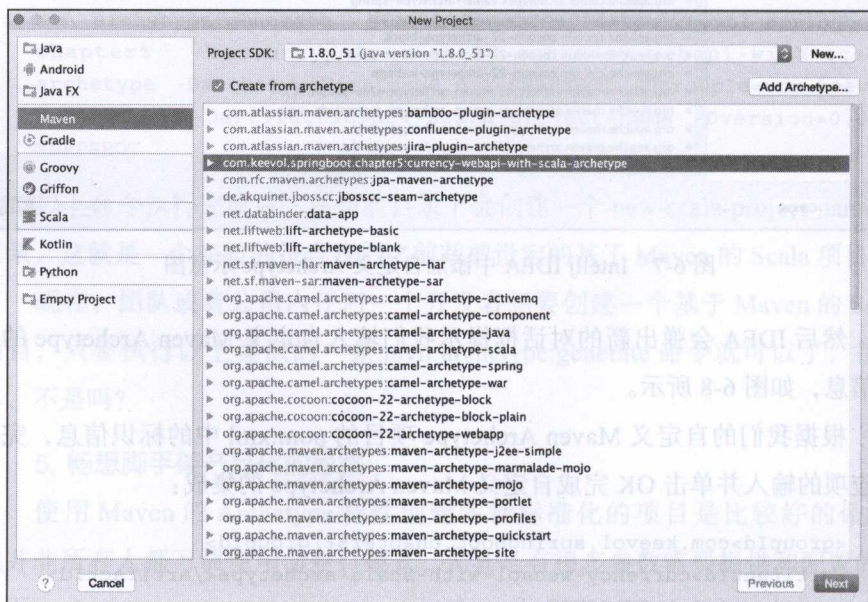 New Project
Java
Android
Java FX
Maven
Gradle
Groovy
Griffon
Scala
Kotlin
Python
Empty Project
Project SDK: 1.8.0_51 (java version "1.8.0_51")
New...
Create from archetype
Add Archetype...
com.atlassian.maven.archetypes:bamboo-plugin-archetype
com.atlassian.maven.archetypes:confluence-plugin-archetype
com.atlassian.maven.archetypes:jira-plugin-archetype
com.keevol.springboot.chapter5:currency-webapi-with-scala-archetype
com.rfc.maven.archetypes:jpa-maven-archetype
de.akquinet.jbosscc:jbosscc-seam-archetype
net.databinder:data-app
net.liftweb:lift-archetype-basic
net.liftweb:lift-archetype-blank
net.sf.maven-har:maven-archetype-har
net.sf.maven-sar:maven-archetype-sar
org.apache.camel.archetypes:camel-archetype-activemq
org.apache.camel.archetypes:camel-archetype-component
org.apache.camel.archetypes:camel-archetype-java
org.apache.camel.archetypes:camel-archetype-scala
org.apache.camel.archetypes:camel-archetype-spring
org.apache.camel.archetypes:camel-archetype-war
org.apache.cocoon:cocoon-22-archetype-block
org.apache.cocoon:cocoon-22-archetype-block-plain
org.apache.cocoon:cocoon-22-archetype-webapp
org.apache.maven.archetypes:maven-archetype-j2ee-simple
org.apache.maven.archetypes:maven-archetype-marmalade-mojo
org.apache.maven.archetypes:maven-archetype-mojo
org.apache.maven.archetypes:maven-archetype-portlet
org.apache.maven.archetypes:maven-archetype-profiles
org.apache.maven.archetypes:maven-archetype-quickstart
org.apache.maven.archetypes:maven-archetype-site
?
Cancel
Previous
Next